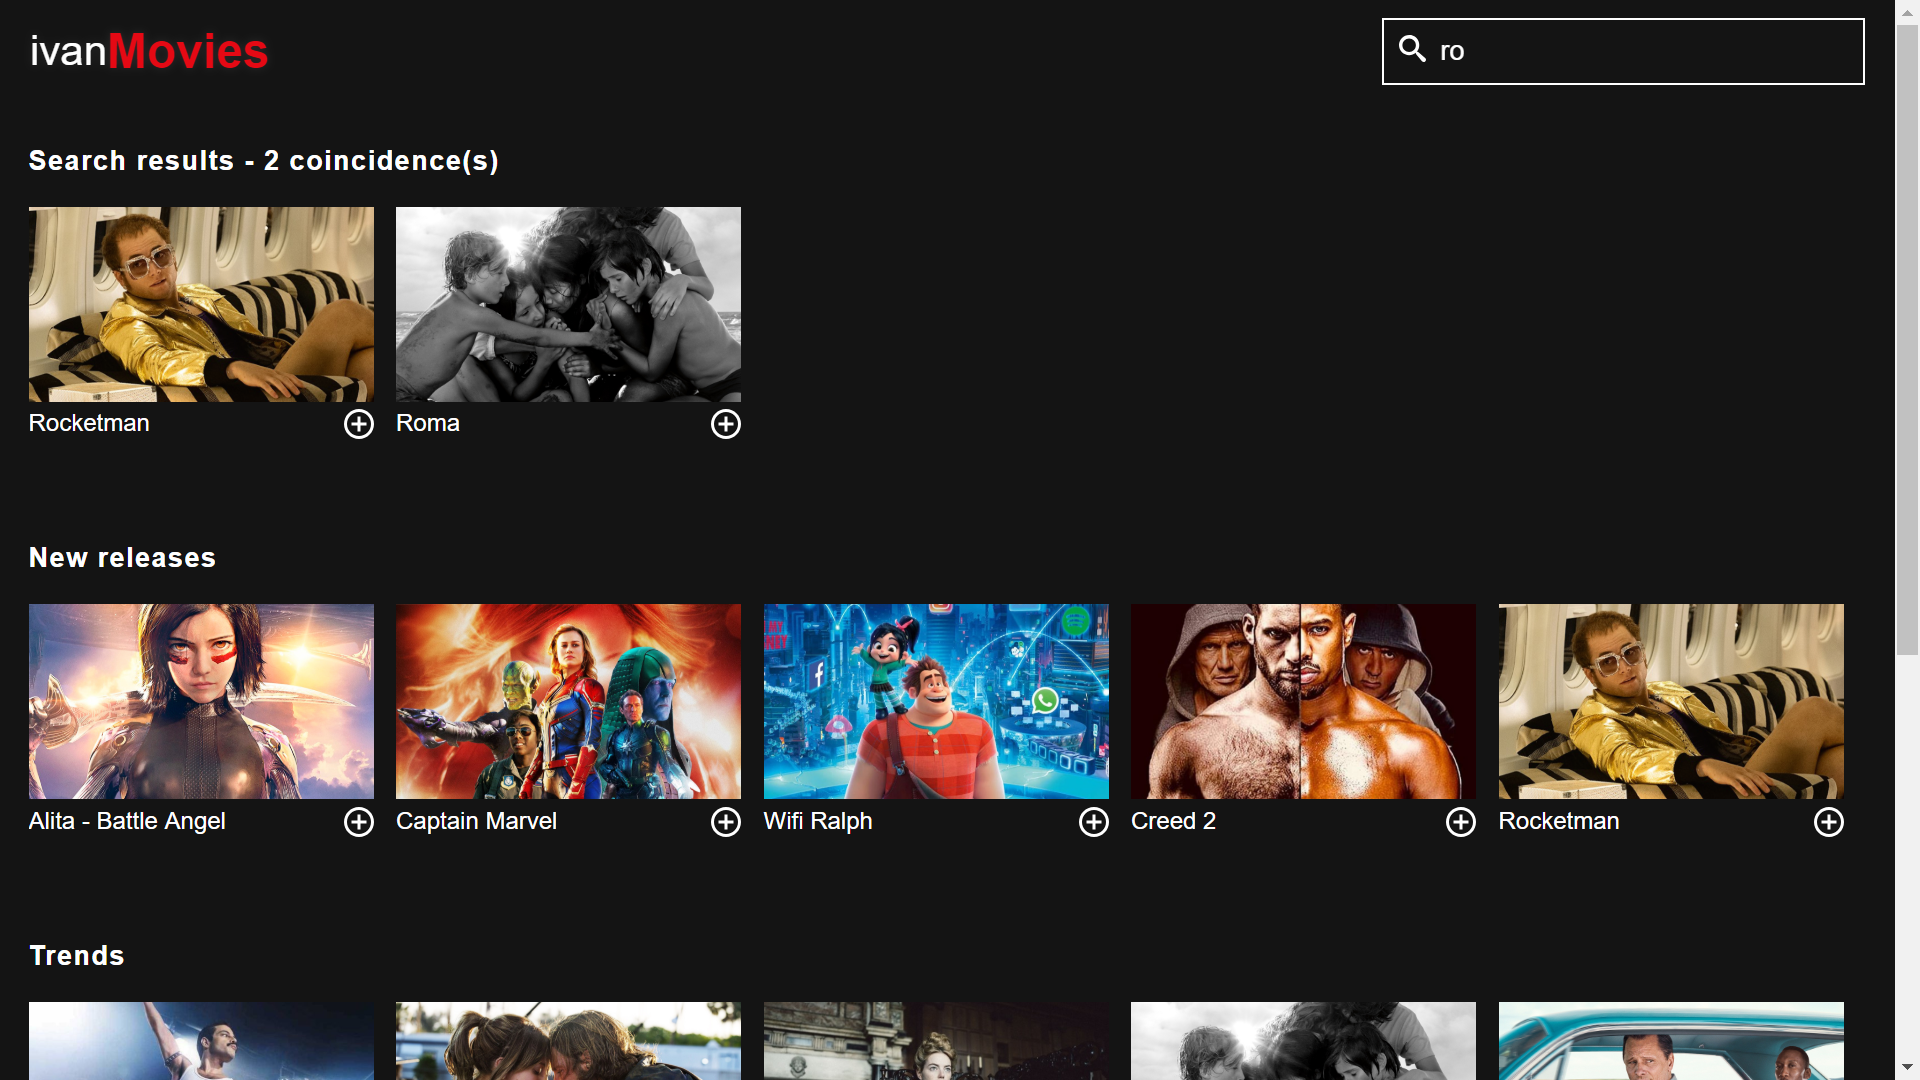 ivanMovies
ro
Search results - 2 coincidence(s)
Rocketman
Roma
New releases
Alita - Battle Angel
Captain Marvel
Wifi Ralph
Creed 2
Rocketman
Trends